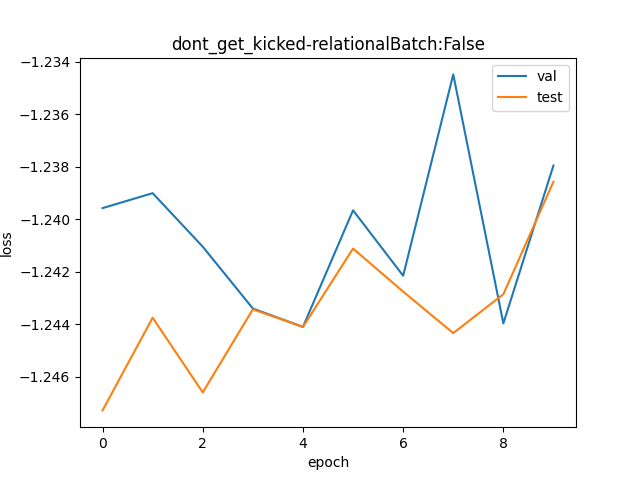 dont_get_kicked-relationalBatch:False
−1.234
−1.236
−1.238
−1.240
−1.242
−1.244
−1.246
loss
val
test
0
2
4
6
8
epoch